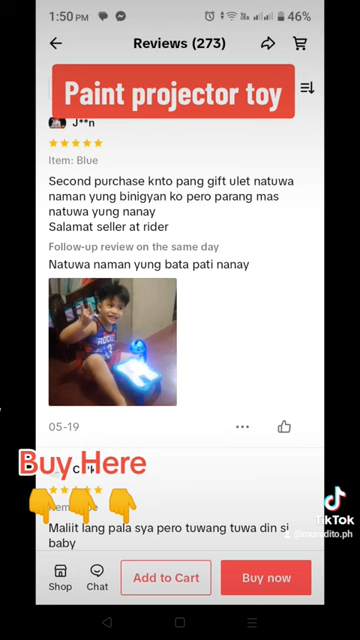 1:50 PM
46%
Reviews (273)
Paint projector toy
J**n
Item: Blue
Second purchase knto pang gift ulet natuwa
naman yung binigyan ko pero parang mas
natuwa yung nanay
Salamat seller at rider
Follow-up review on the same day
Natuwa naman yung bata pati nanay
05-19
Buy Here
TikTok
Maliit lang pala sya pero tuwang tuwa din si
baby
Shop
Chat
Add to Cart
Buy now